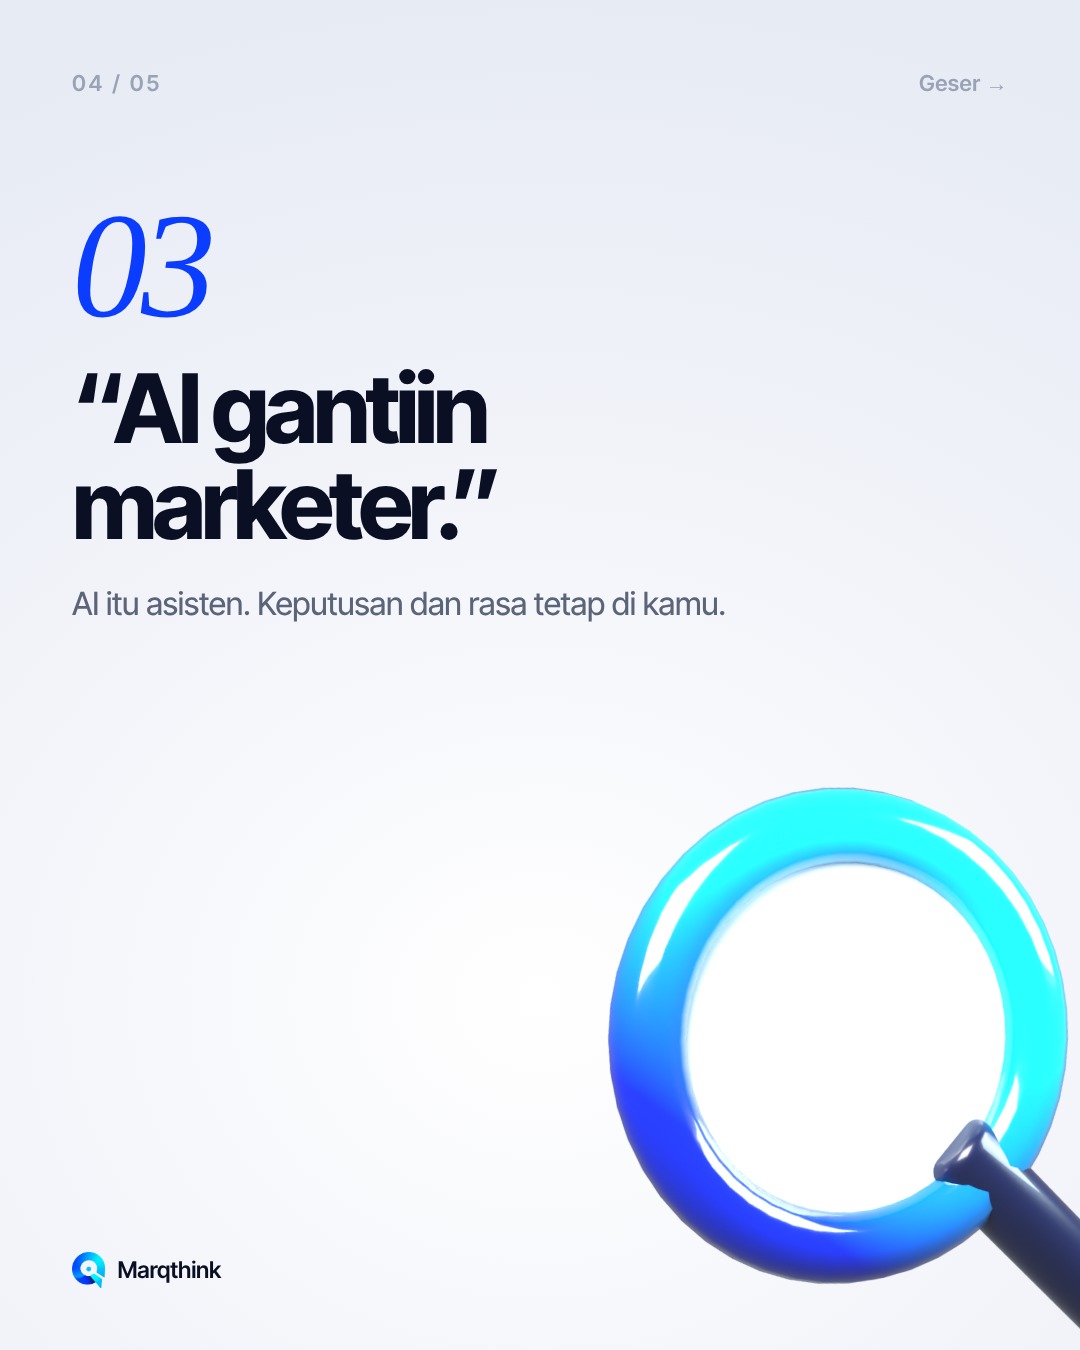 04 / 05
Geser →
03
“AI gantiin
marketer.”
AI itu asisten. Keputusan dan rasa tetap di kamu.
Marqthink